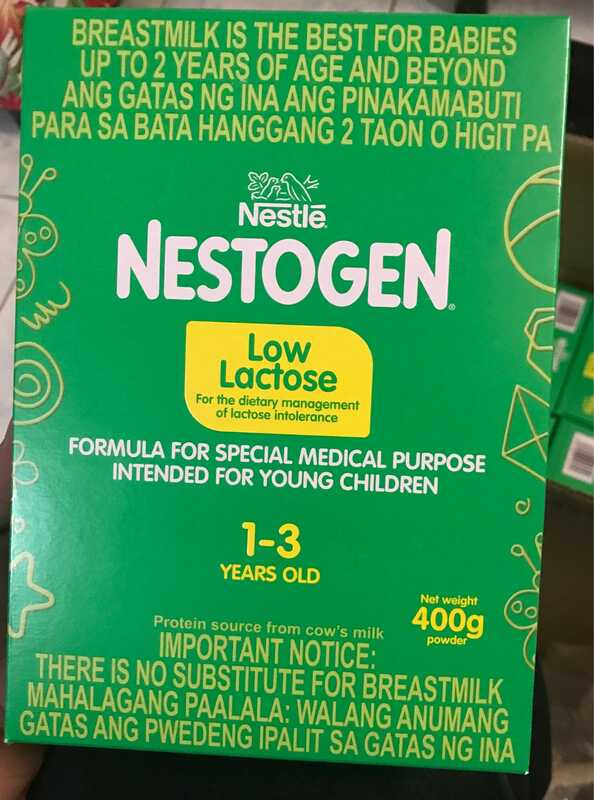 BREASTMILK IS THE BEST FOR BABIES
UP TO 2 YEARS OF AGE AND BEYOND
ANG GATAS NG INA ANG PINAKAMABUTI
PARA SA BATA HANGGANG 2 TAON O HIGIT PA
Nestlé
NESTOGEN®
Low
Lactose
For the dietary management
of lactose intolerance
FORMULA FOR SPECIAL MEDICAL PURPOSE
INTENDED FOR YOUNG CHILDREN
1-3
YEARS OLD
Net weight
400g
powder
Protein source from cow's milk
IMPORTANT NOTICE:
THERE IS NO SUBSTITUTE FOR BREASTMILK
MAHALAGANG PAALALA: WALANG ANUMANG
GATAS ANG PWEDENG IPALIT SA GATAS NG INA